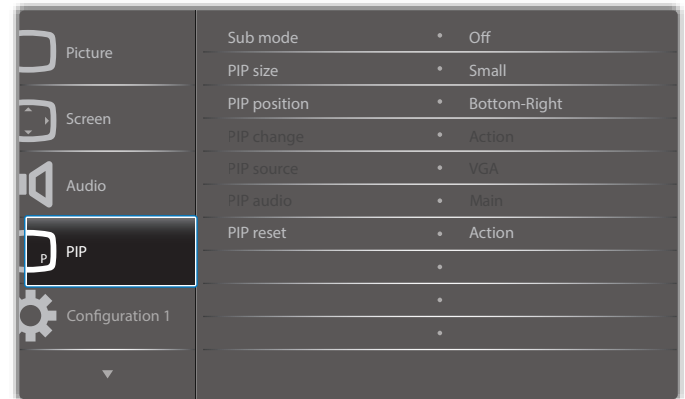 Picture
Screen
Audio
P
PIP
Configuration 1
Sub mode • Off
PIP size • Small
PIP position • Bottom-Right
PIP change • Action
PIP source • VGA
PIP audio • Main
PIP reset • Action
•
•
•